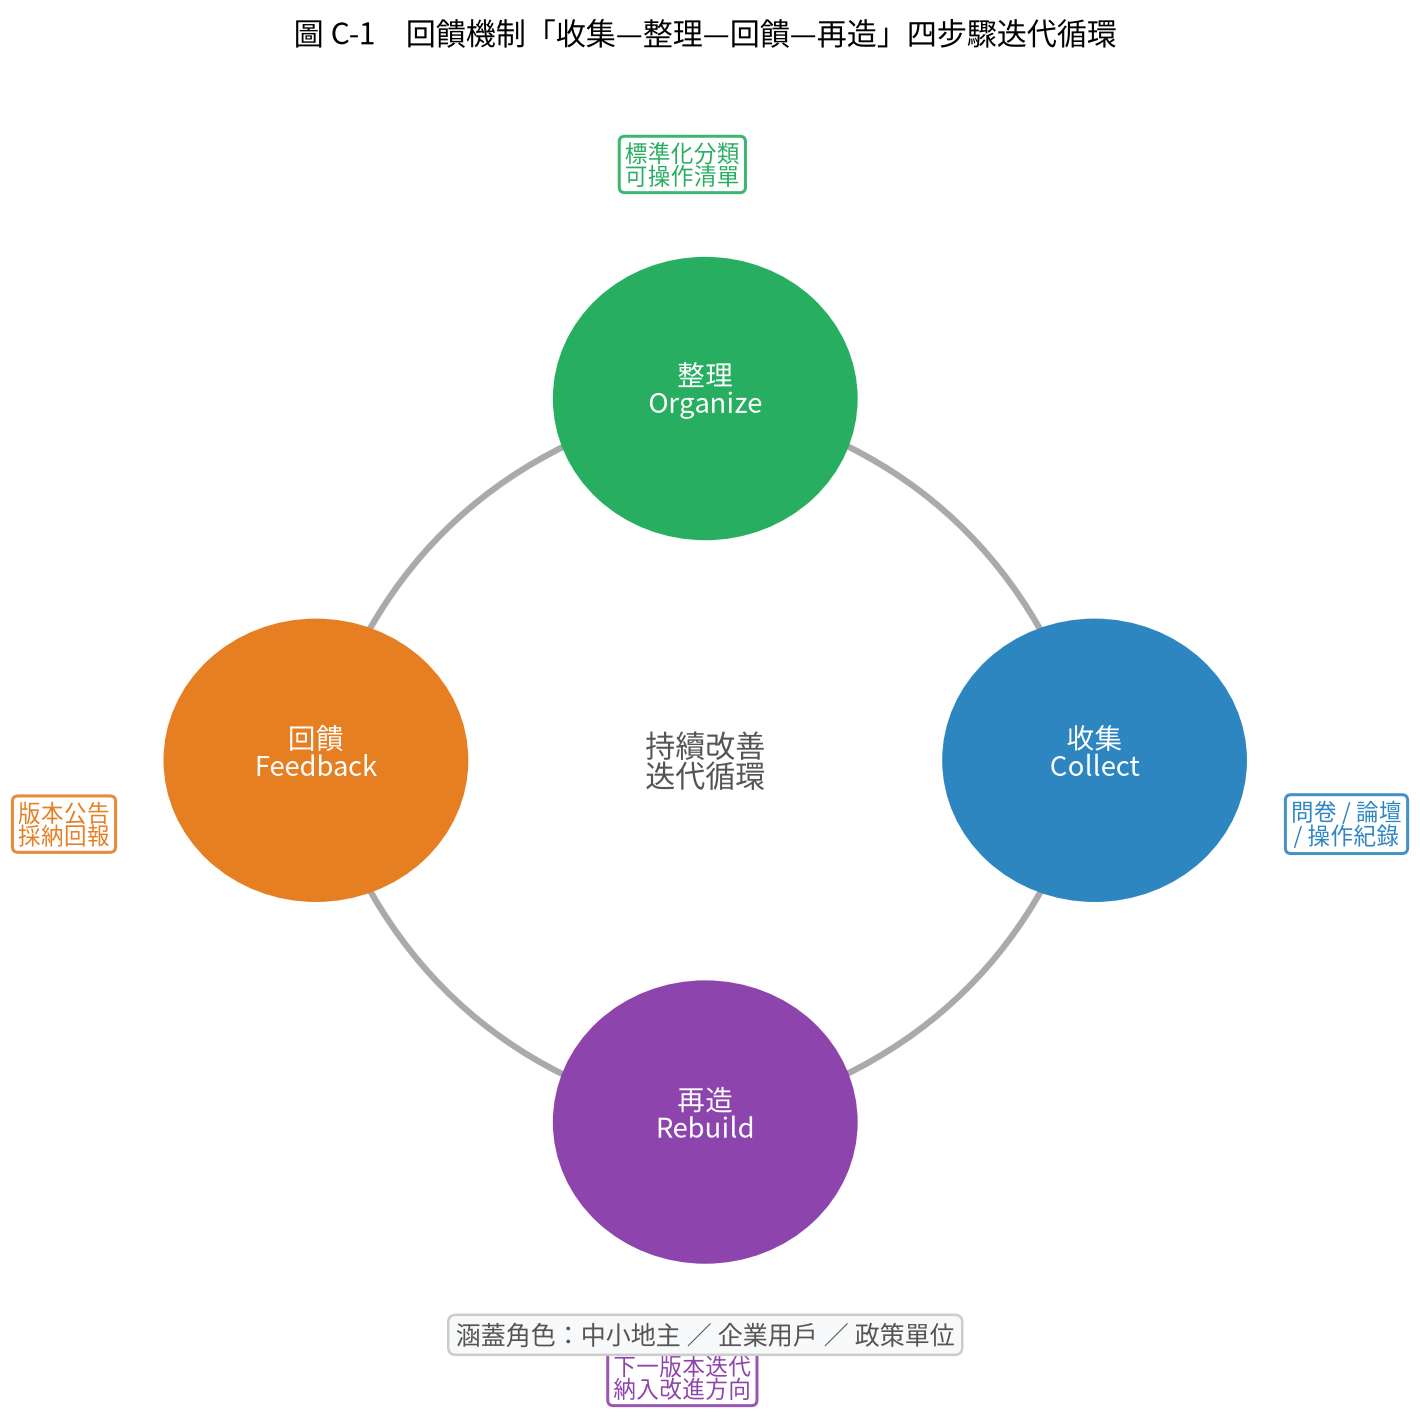 圖 C-1　回饋機制「收集—整理—回饋—再造」四步驟迭代循環
標準化分類
可操作清單
整理
Organize
回饋
Feedback
持續改善
迭代循環
收集
Collect
版本公告
採納回報
問卷 / 論壇
/ 操作紀錄
再造
Rebuild
涵蓋角色：中小地主 ／ 企業用戶 ／ 政策單位
下一版本迭代
納入改進方向